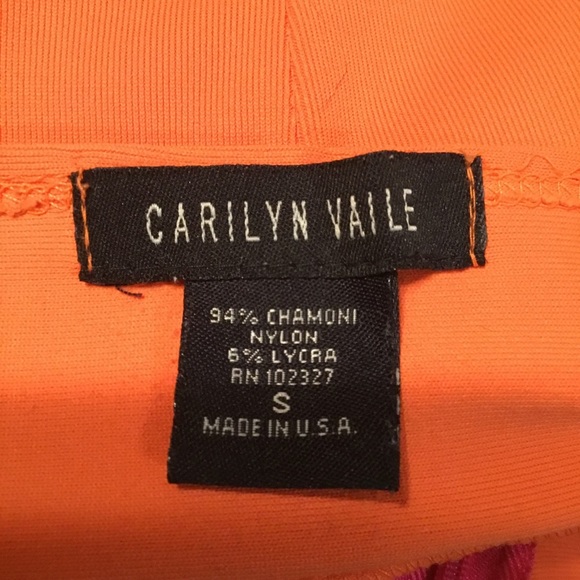 CARILYN VAILE
94% CHAMONI
NYLON
6% LYCRA
RN 102327
S
MADE IN U.S.A.